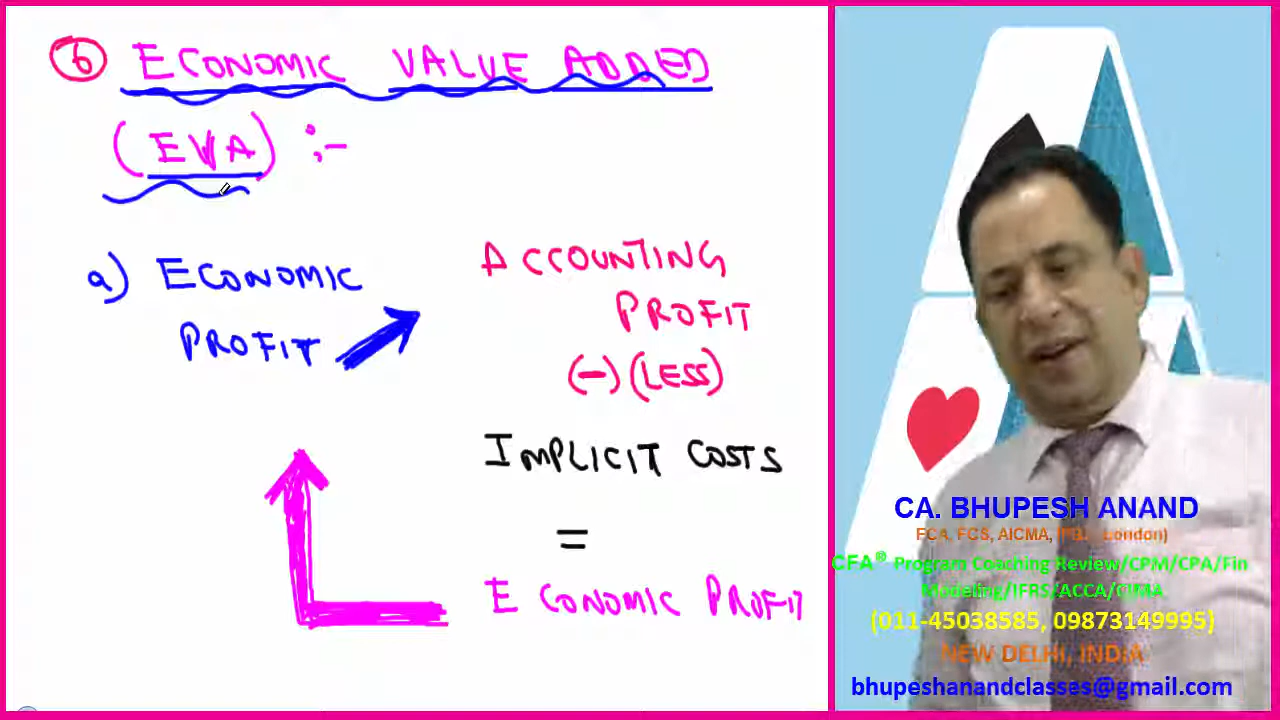 6 ECONOMIC VALUE ADDED
(EVA) :-
a) ECONOMIC
PROFIT
ACCOUNTING
PROFIT
(-) (LESS)
IMPLICIT COSTS
=
ECONOMIC PROFIT
CA. BHUPESH ANAND
FCA, FCS, AICMA, London)
CFA® Program Coaching Review/CPM/CPA/Fin
Modeling/IFRS/ACCA/CIMA
(011-45038585, 09873149995)
NEW DELHI, INDIA
bhupeshanandclasses@gmail.com